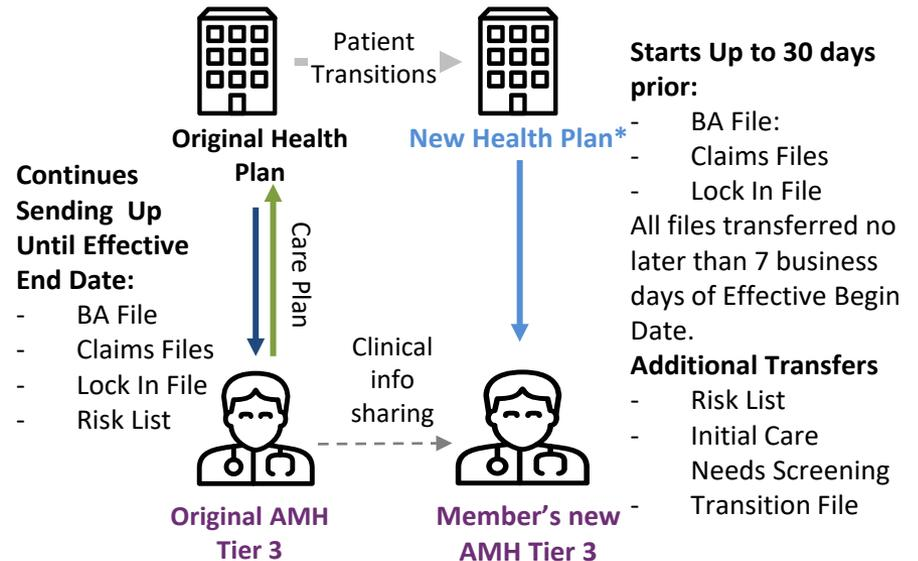 Patient
Transitions
Original Health
Plan
New Health Plan*
Continues
Sending Up
Until Effective
End Date:
- BA File
- Claims Files
- Lock In File
- Risk List
Care Plan
Clinical
info
sharing
Original AMH
Tier 3
Member's new
AMH Tier 3
Starts Up to 30 days
prior:
- BA File:
- Claims Files
- Lock In File
All files transferred no
later than 7 business
days of Effective Begin
Date.
Additional Transfers
- Risk List
- Initial Care
Needs Screening
- Transition File